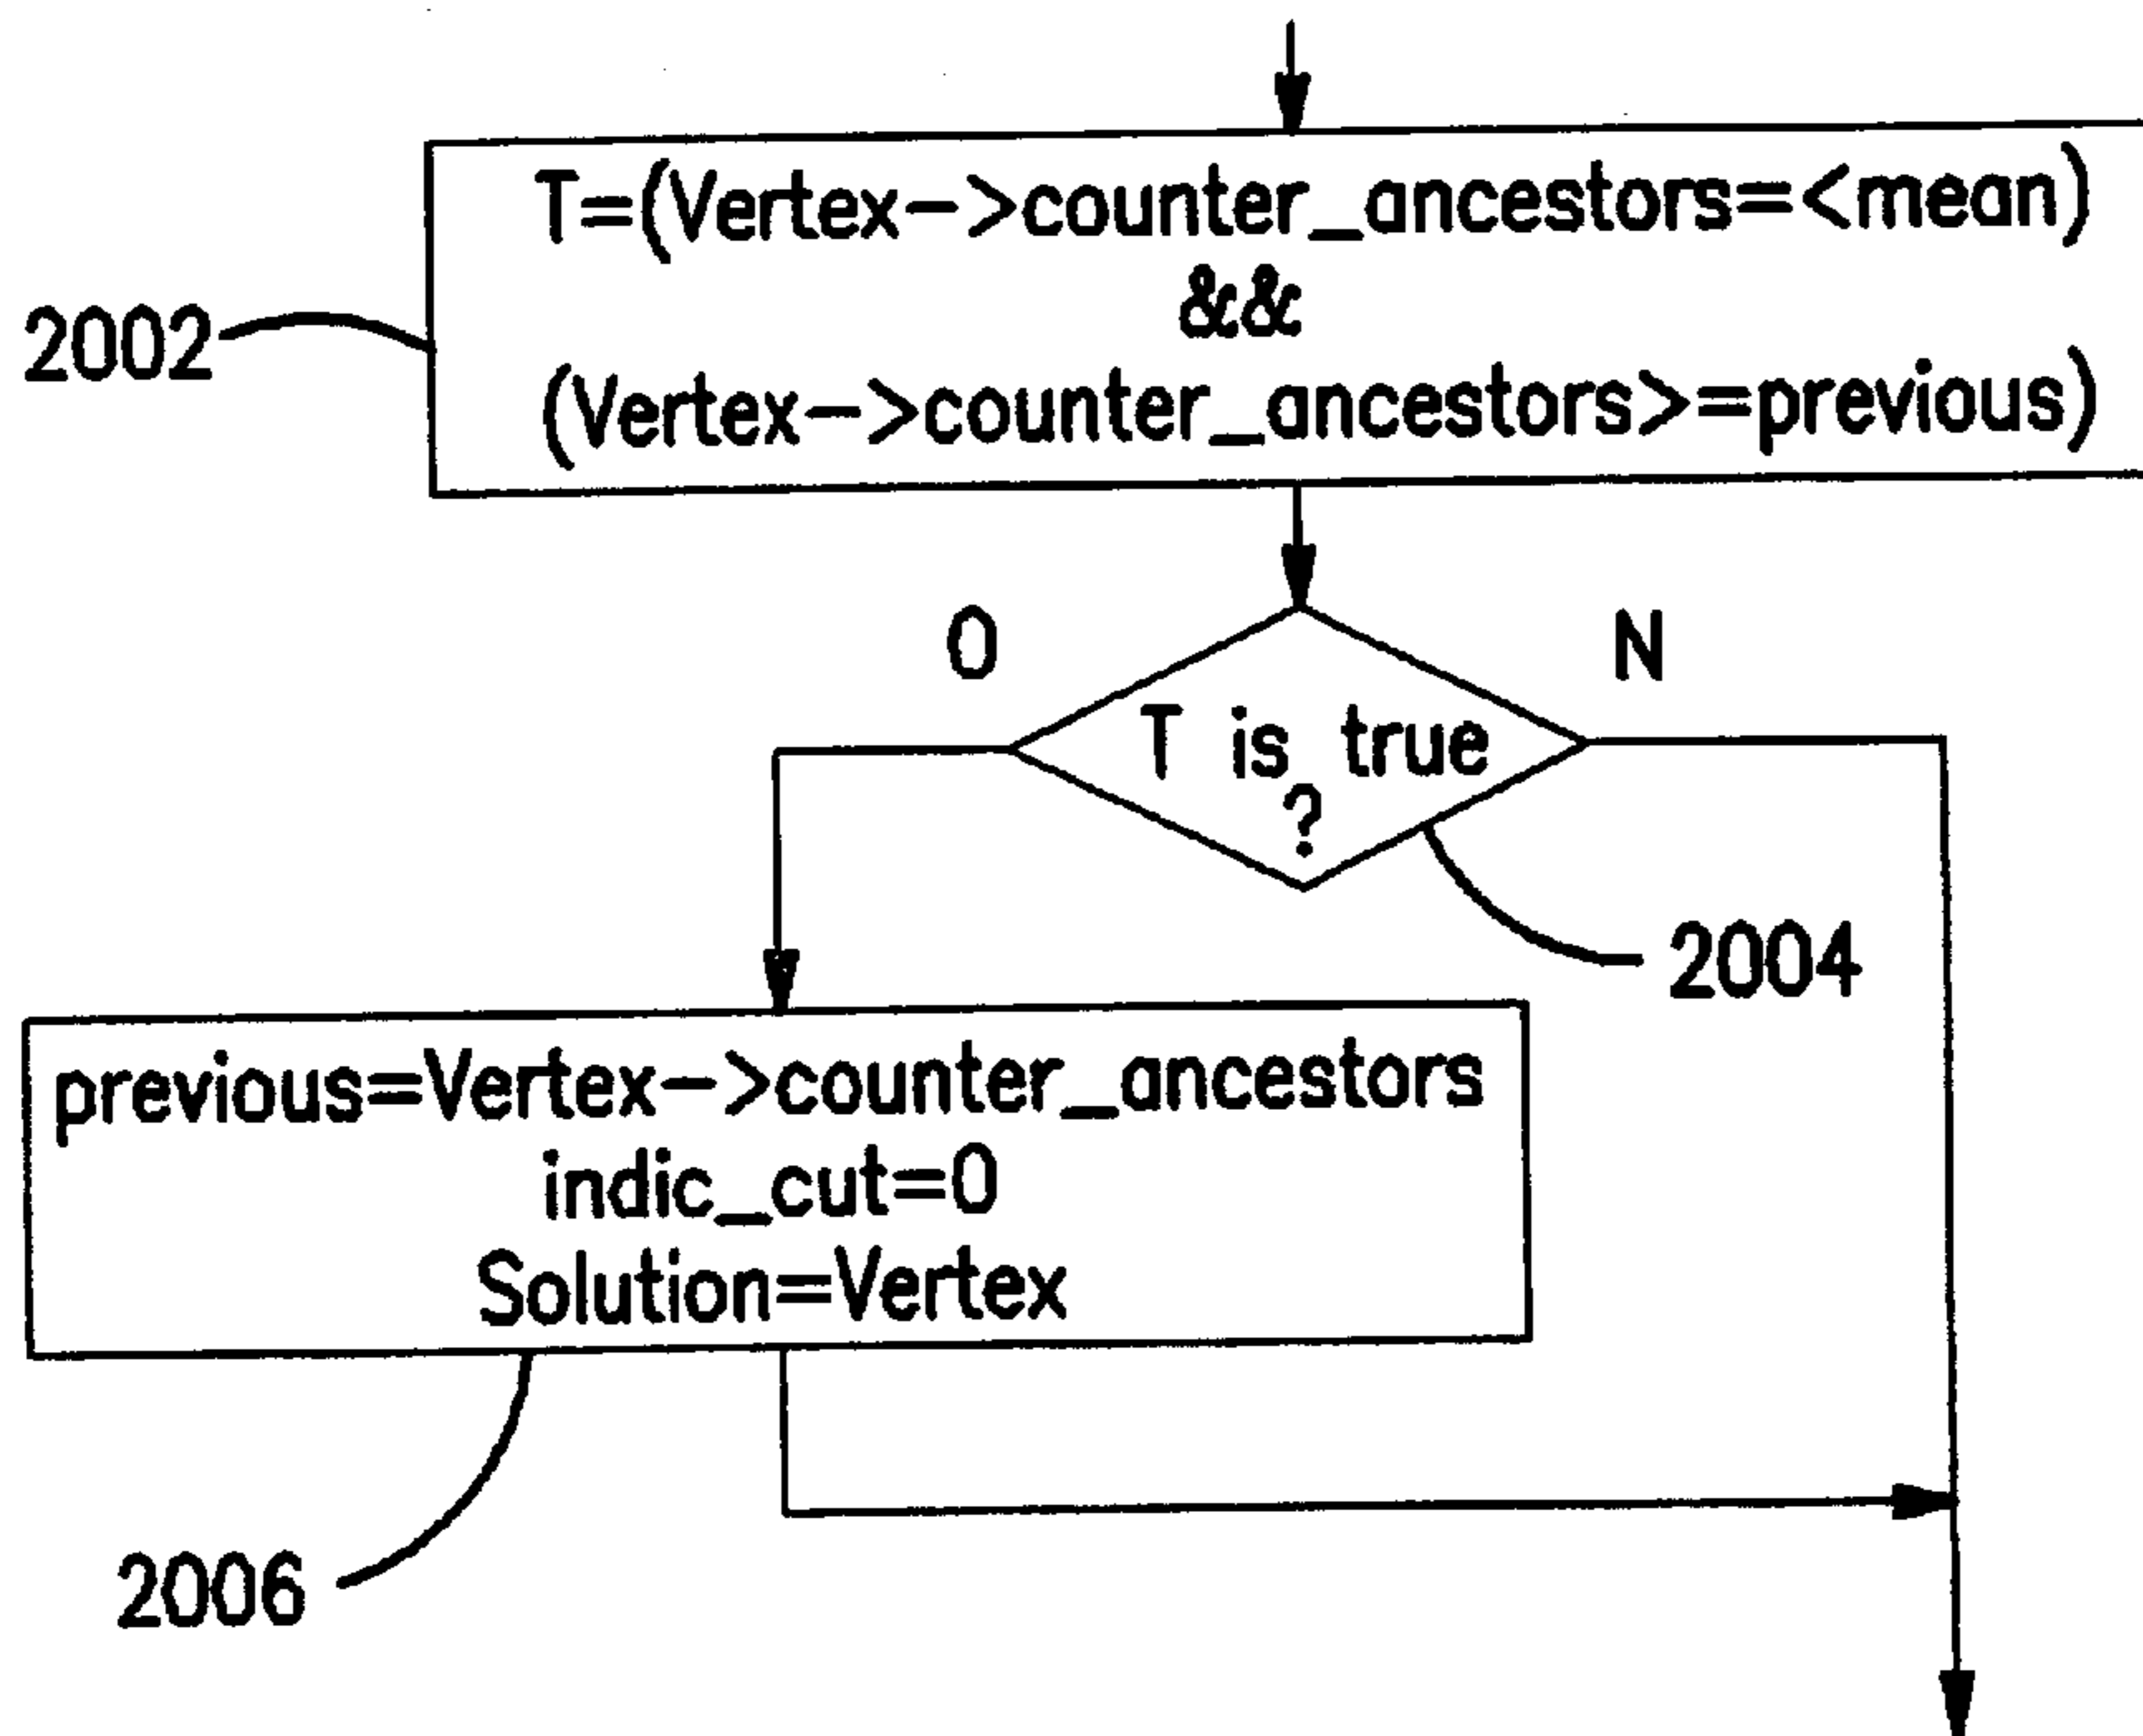 T=(Vertex->counter_ancestors=<mean)
&&
2002
(Vertex->counter_ancestors>=previous)
O
N
T is true
?
2004
previous=Vertex->counter_ancestors
indic_cut=0
Solution=Vertex
2006